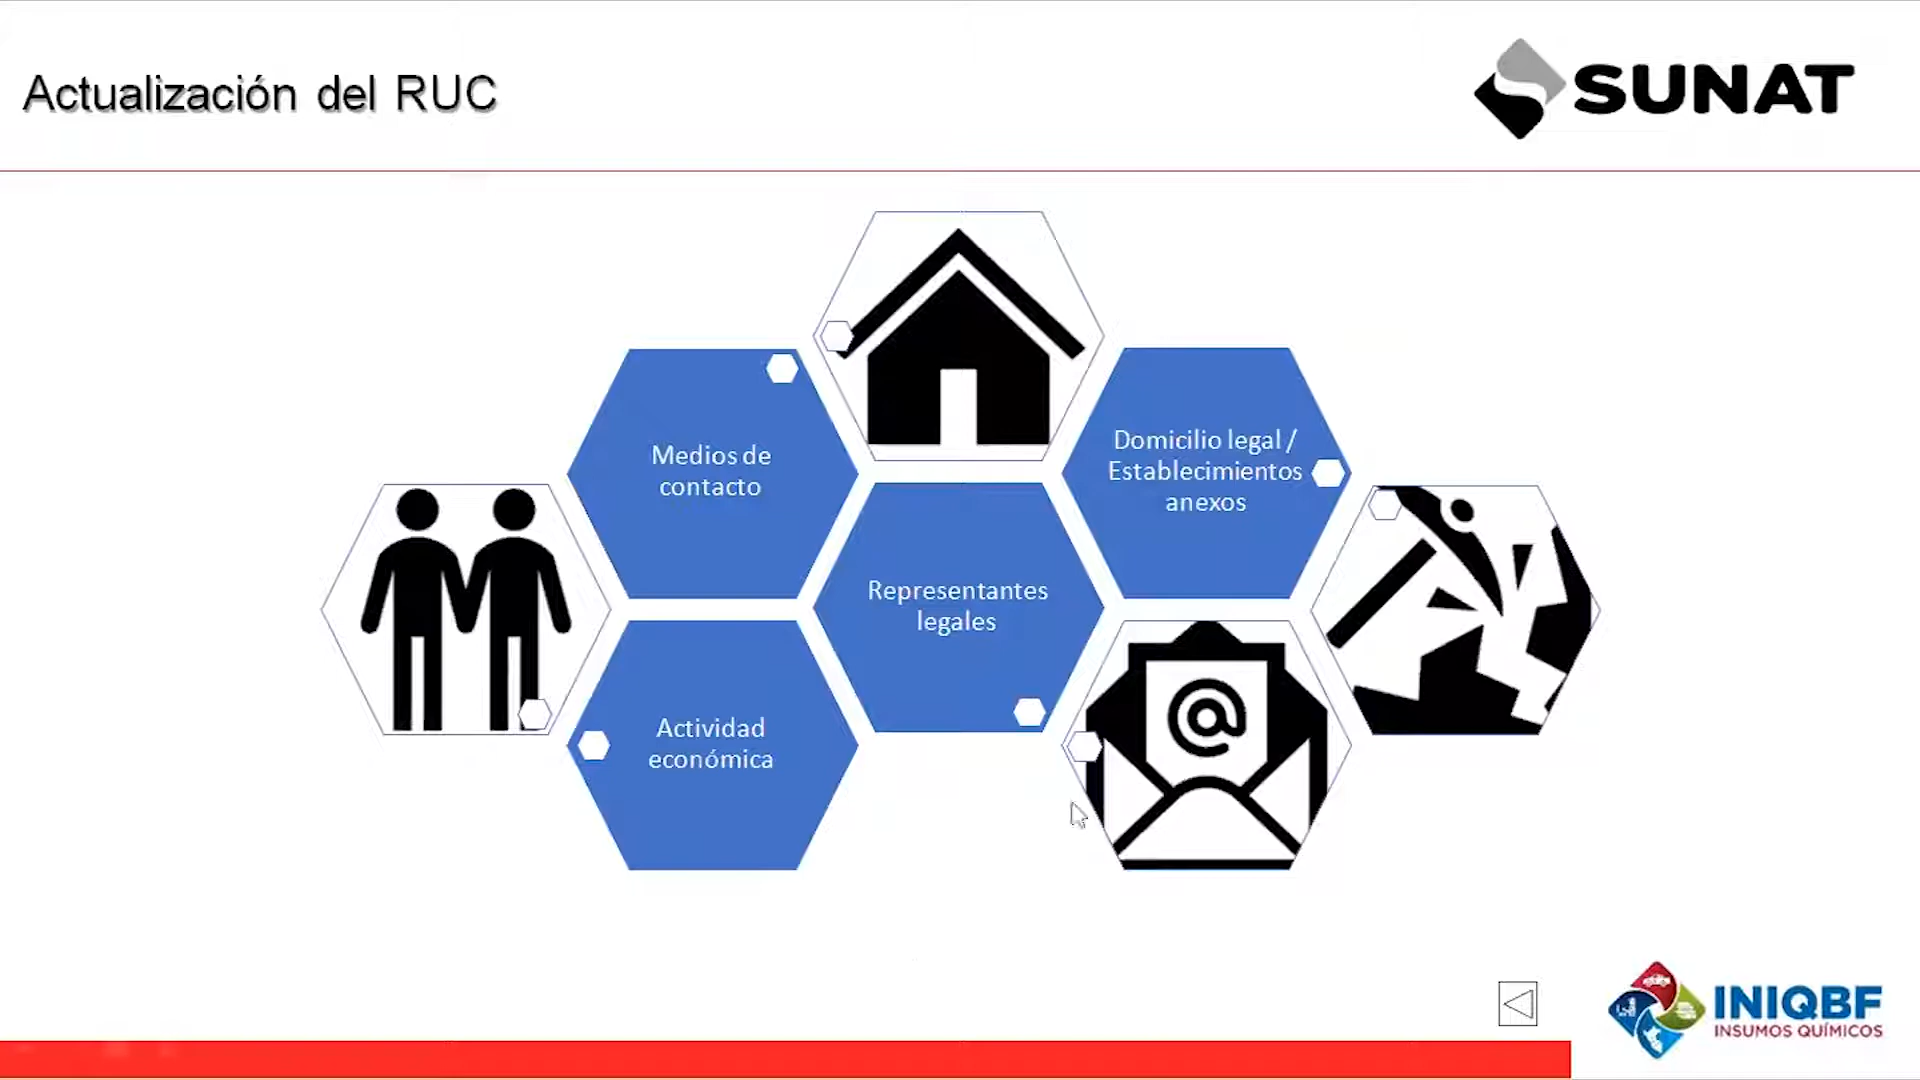 Actualización del RUC
SUNAT
Medios de
contacto
Domicilio legal /
Establecimientos
anexos
Representantes
legales
Actividad
económica
@
INIQBF
INSUMOS QUÍMICOS